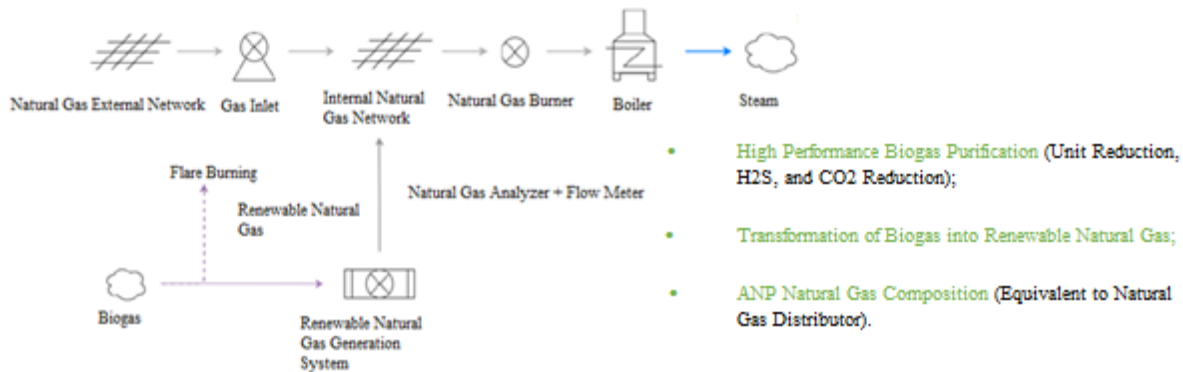 Natural Gas External Network
Gas Inlet
Internal Natural
Gas Network
Natural Gas Burner
Boiler
Steam
Flare Burning
Renewable Natural
Gas
Natural Gas Analyzer + Flow Meter
Biogas
Renewable Natural
Gas Generation
System
• High Performance Biogas Purification (Unit Reduction,
H2S, and CO2 Reduction);
• Transformation of Biogas into Renewable Natural Gas;
• ANP Natural Gas Composition (Equivalent to Natural
Gas Distributor).